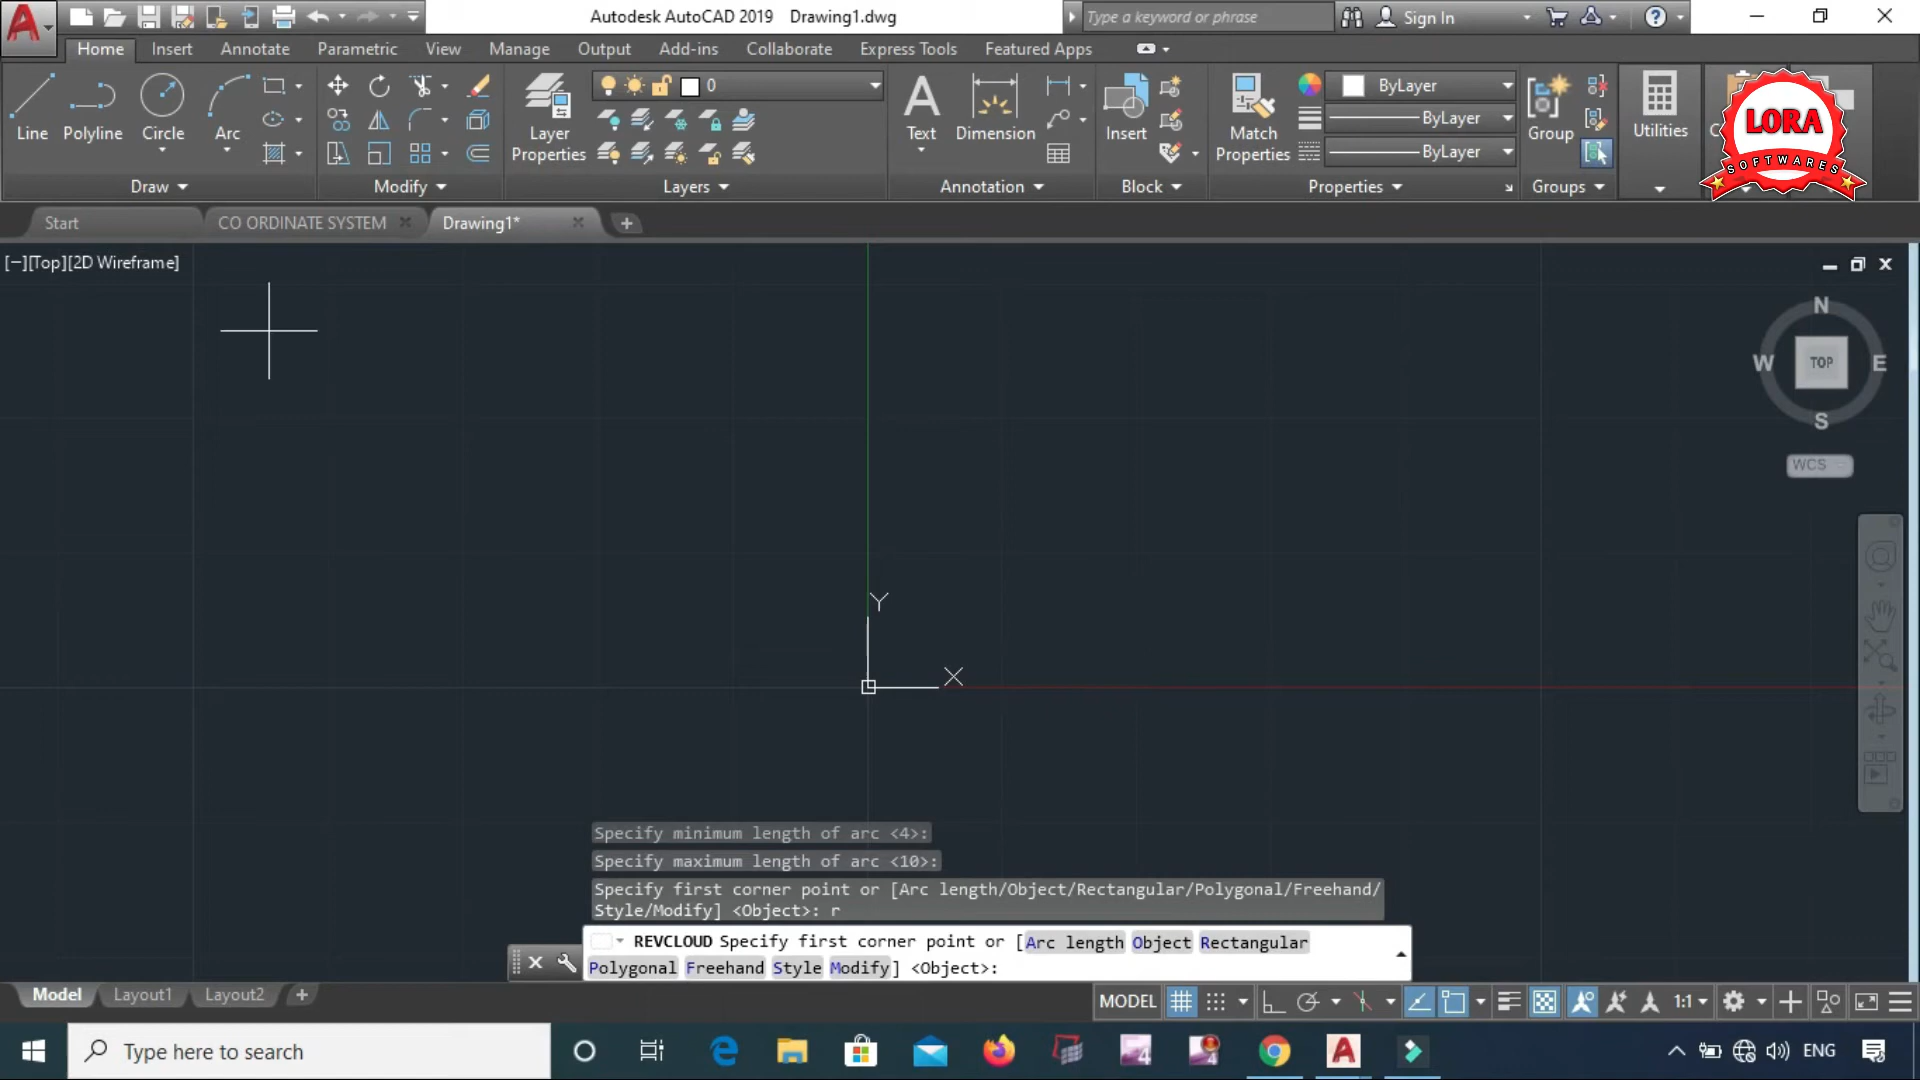 Autodesk AutoCAD 2019 Drawing1.dwg
Type a keyword or phrase
Sign In
Home Insert Annotate Parametric View Manage Output Add-ins Collaborate Express Tools Featured Apps
Line Polyline Circle Arc
Layer Properties
0
Text Dimension
Insert
Match Properties
ByLayer
ByLayer
ByLayer
Group
Utilities
LORA
SOFTWARES
Draw Modify Layers Annotation Block Properties Groups
Start CO ORDINATE SYSTEM Drawing1*
[−][Top][2D Wireframe]
N
W TOP E
S
WCS
Y
X
Specify minimum length of arc <4>:
Specify maximum length of arc <10>:
Specify first corner point or [Arc length/Object/Rectangular/Polygonal/Freehand/
Style/Modify] <Object>: r
REVCLOUD Specify first corner point or [Arc length Object Rectangular
Polygonal Freehand Style Modify] <Object>:
Model Layout1 Layout2
MODEL 1:1
Type here to search
ENG